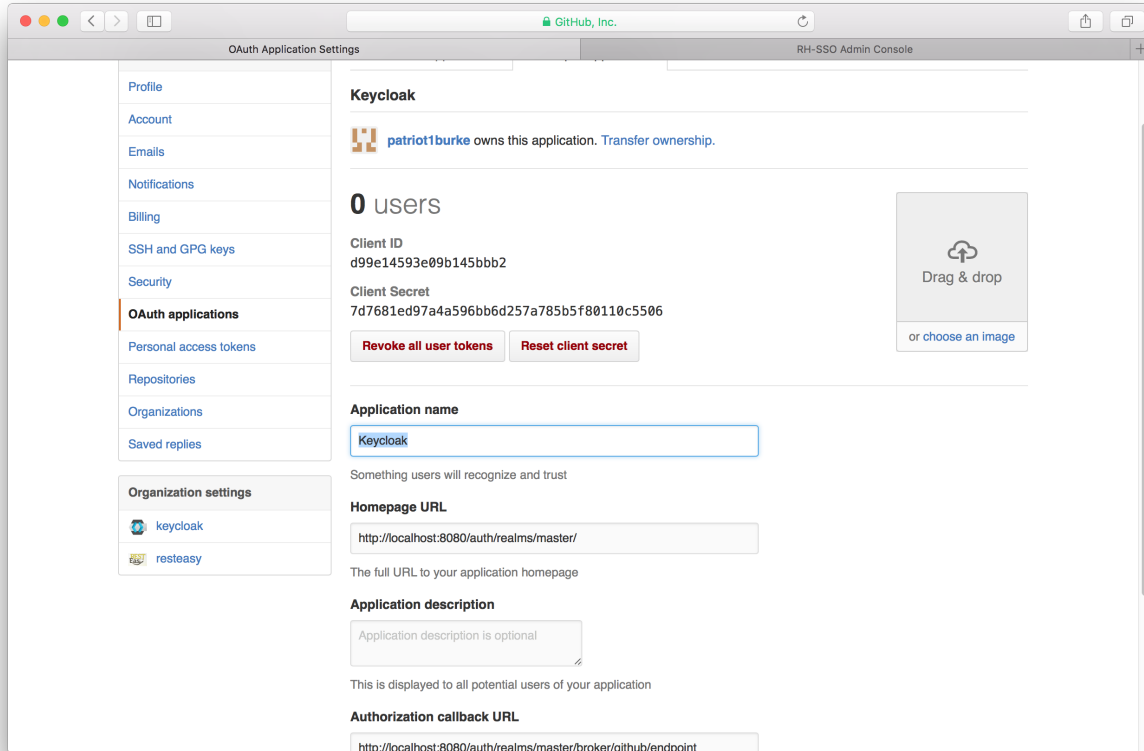 GitHub, Inc.
OAuth Application Settings
RH-SSO Admin Console
Profile
Account
Emails
Notifications
Billing
SSH and GPG keys
Security
OAuth applications
Personal access tokens
Repositories
Organizations
Saved replies
Organization settings
keycloak
resteasy
Keycloak
patriot1burke owns this application. Transfer ownership.
0 users
Client ID
d99e14593e09b145bbb2
Client Secret
7d7681ed97a4a596bb6d257a785b5f80110c5506
Revoke all user tokens
Reset client secret
Drag & drop
or choose an image
Application name
Keycloak
Something users will recognize and trust
Homepage URL
http://localhost:8080/auth/realms/master/
The full URL to your application homepage
Application description
Application description is optional
This is displayed to all potential users of your application
Authorization callback URL
http://localhost:8080/auth/realms/master/broker/github/endpoint